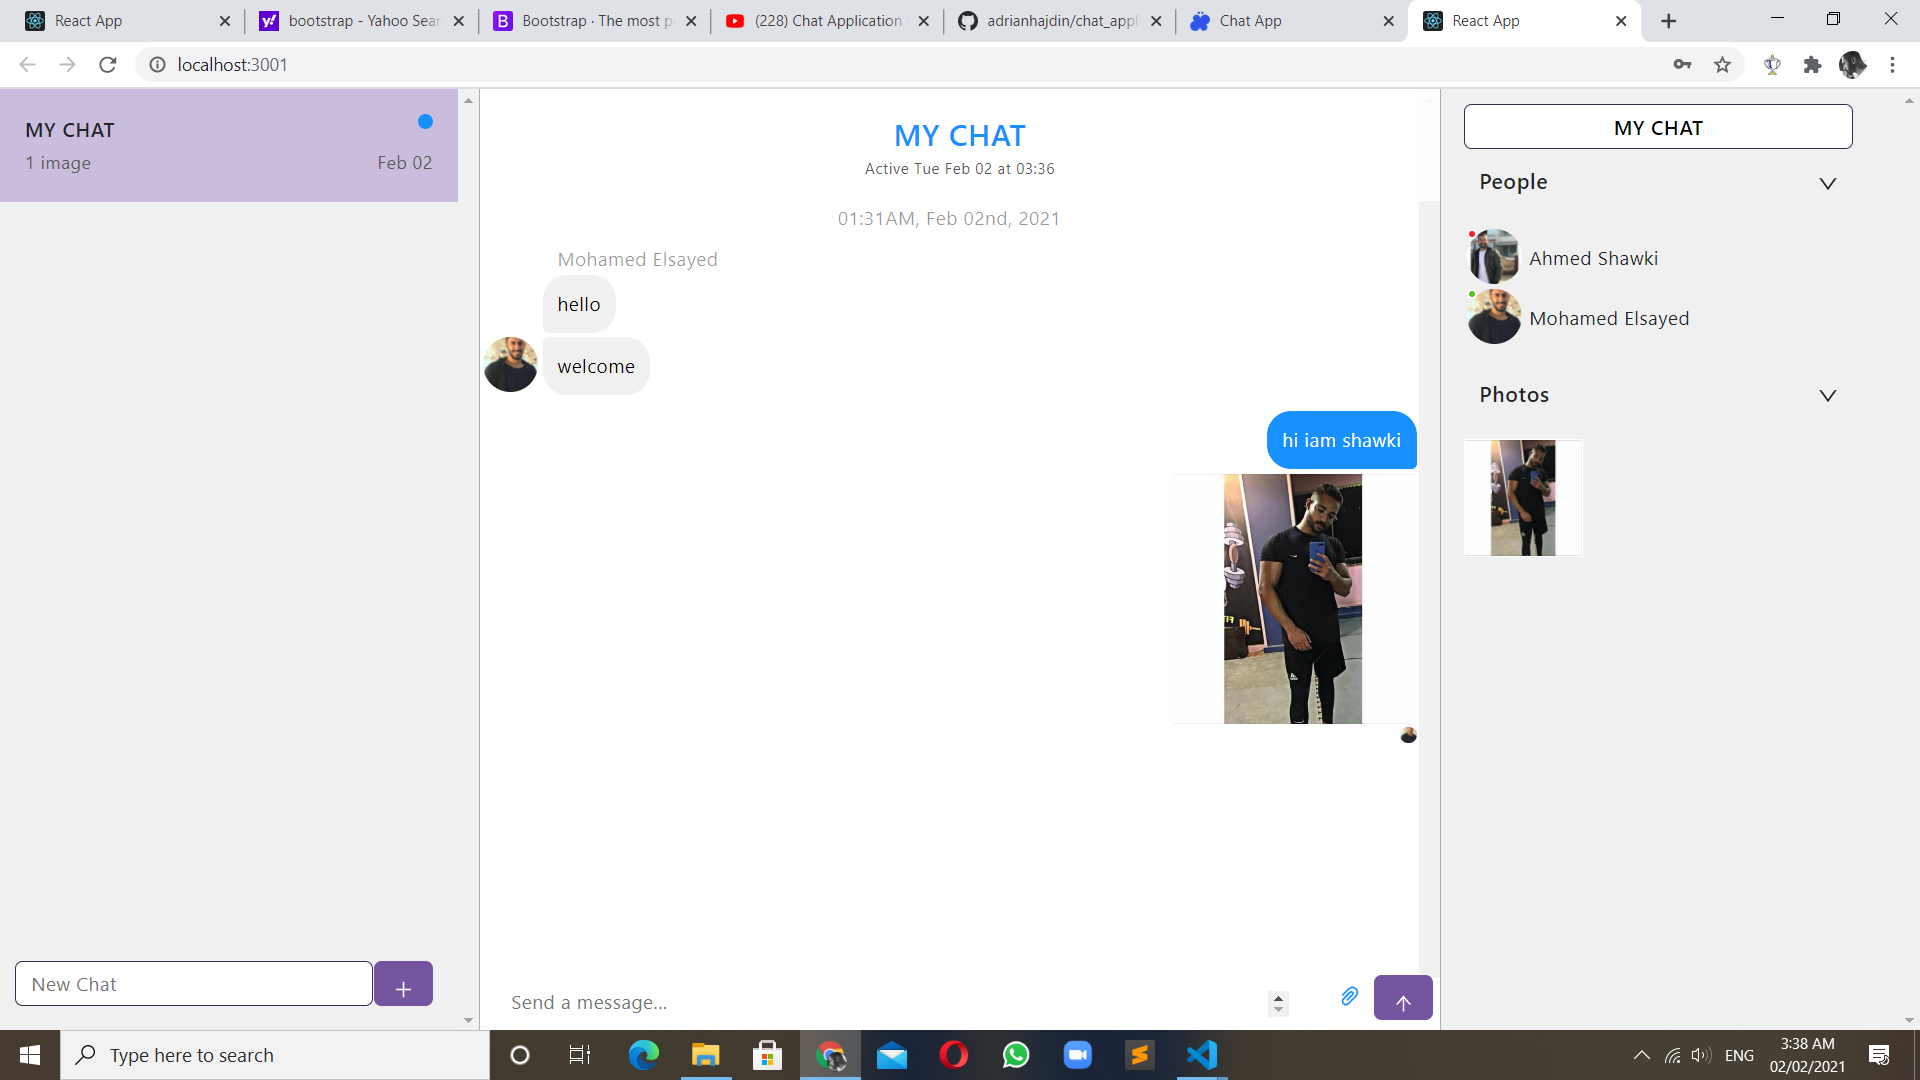 React App
bootstrap - Yahoo Sear
Bootstrap · The most p
(228) Chat Application
adrianhajdin/chat_appl
Chat App
React App
localhost:3001
MY CHAT
1 image
Feb 02
New Chat
MY CHAT
Active Tue Feb 02 at 03:36
01:31AM, Feb 02nd, 2021
Mohamed Elsayed
hello
welcome
hi iam shawki
Send a message...
MY CHAT
People
Ahmed Shawki
Mohamed Elsayed
Photos
Type here to search
ENG
3:38 AM
02/02/2021